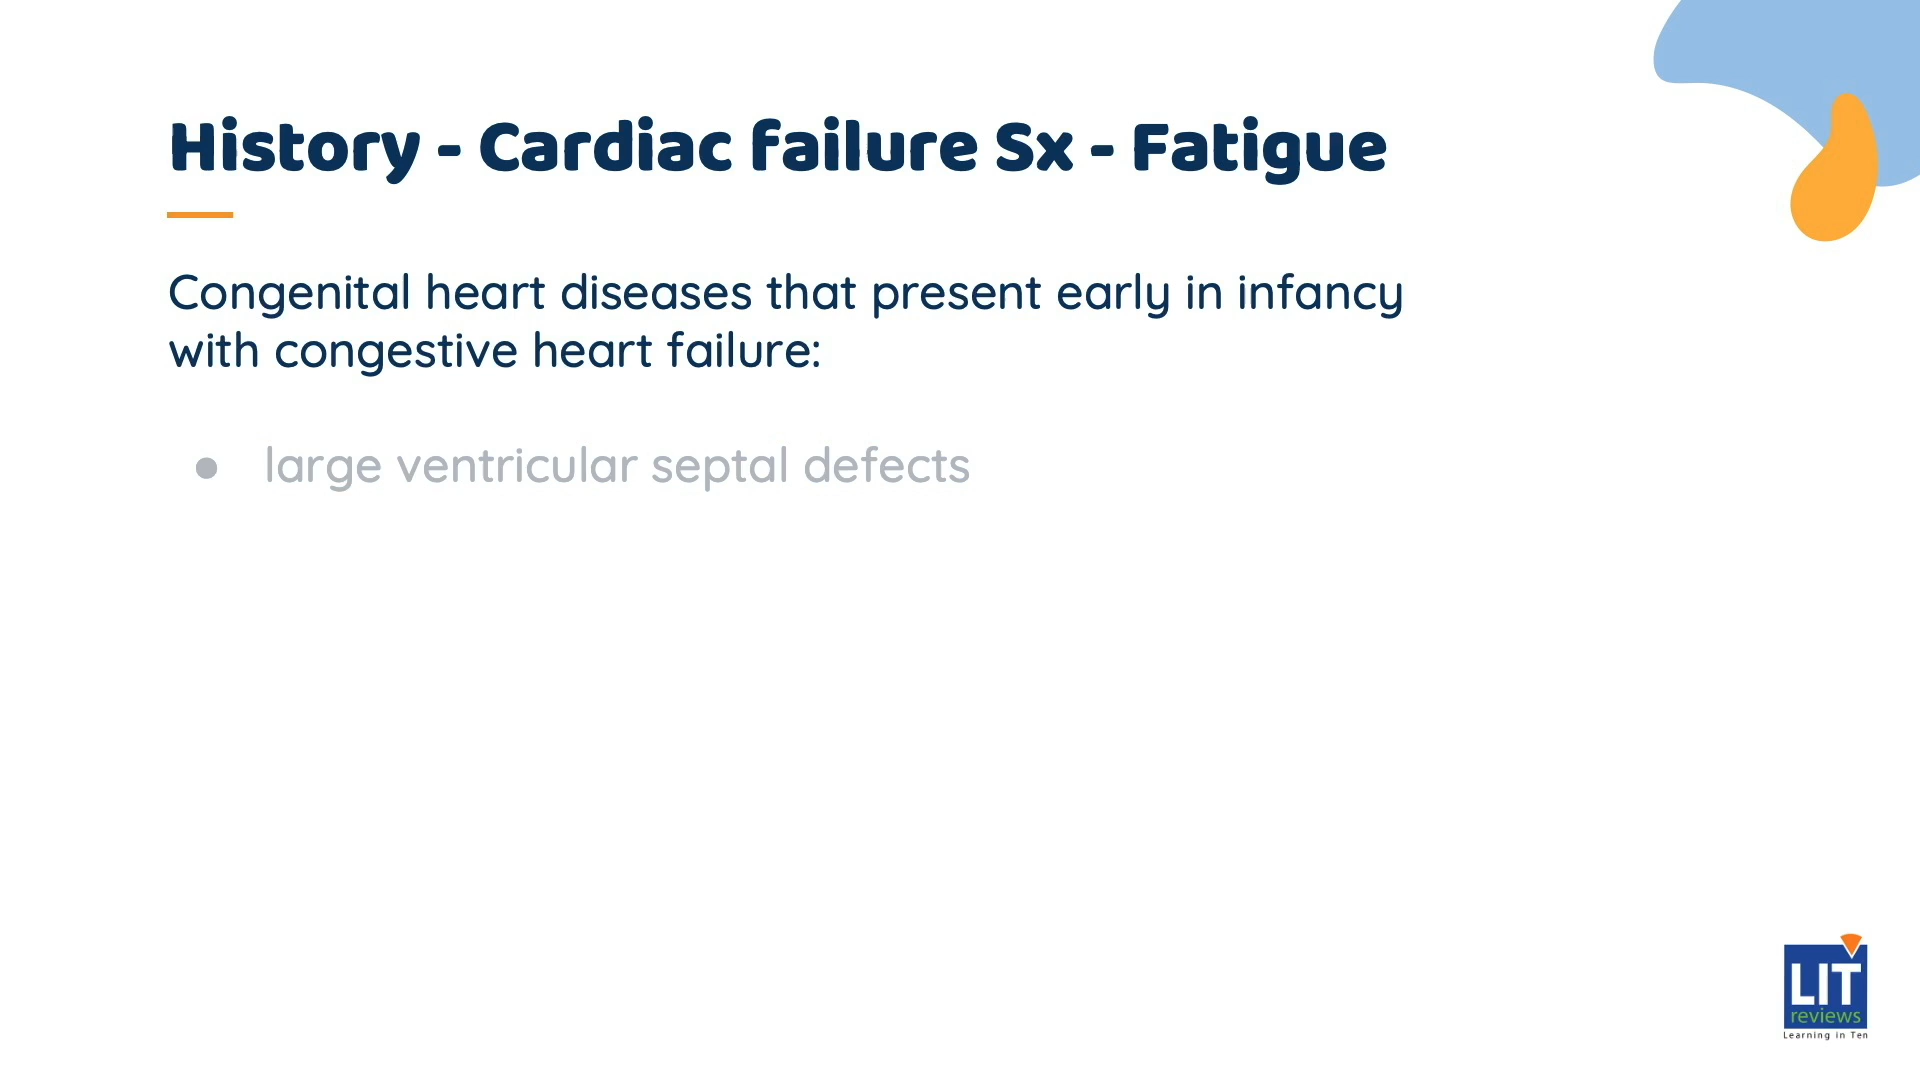 History - Cardiac failure Sx - Fatigue
Congenital heart diseases that present early in infancy
with congestive heart failure:
● large ventricular septal defects
LIT
reviews
Learning in Ten